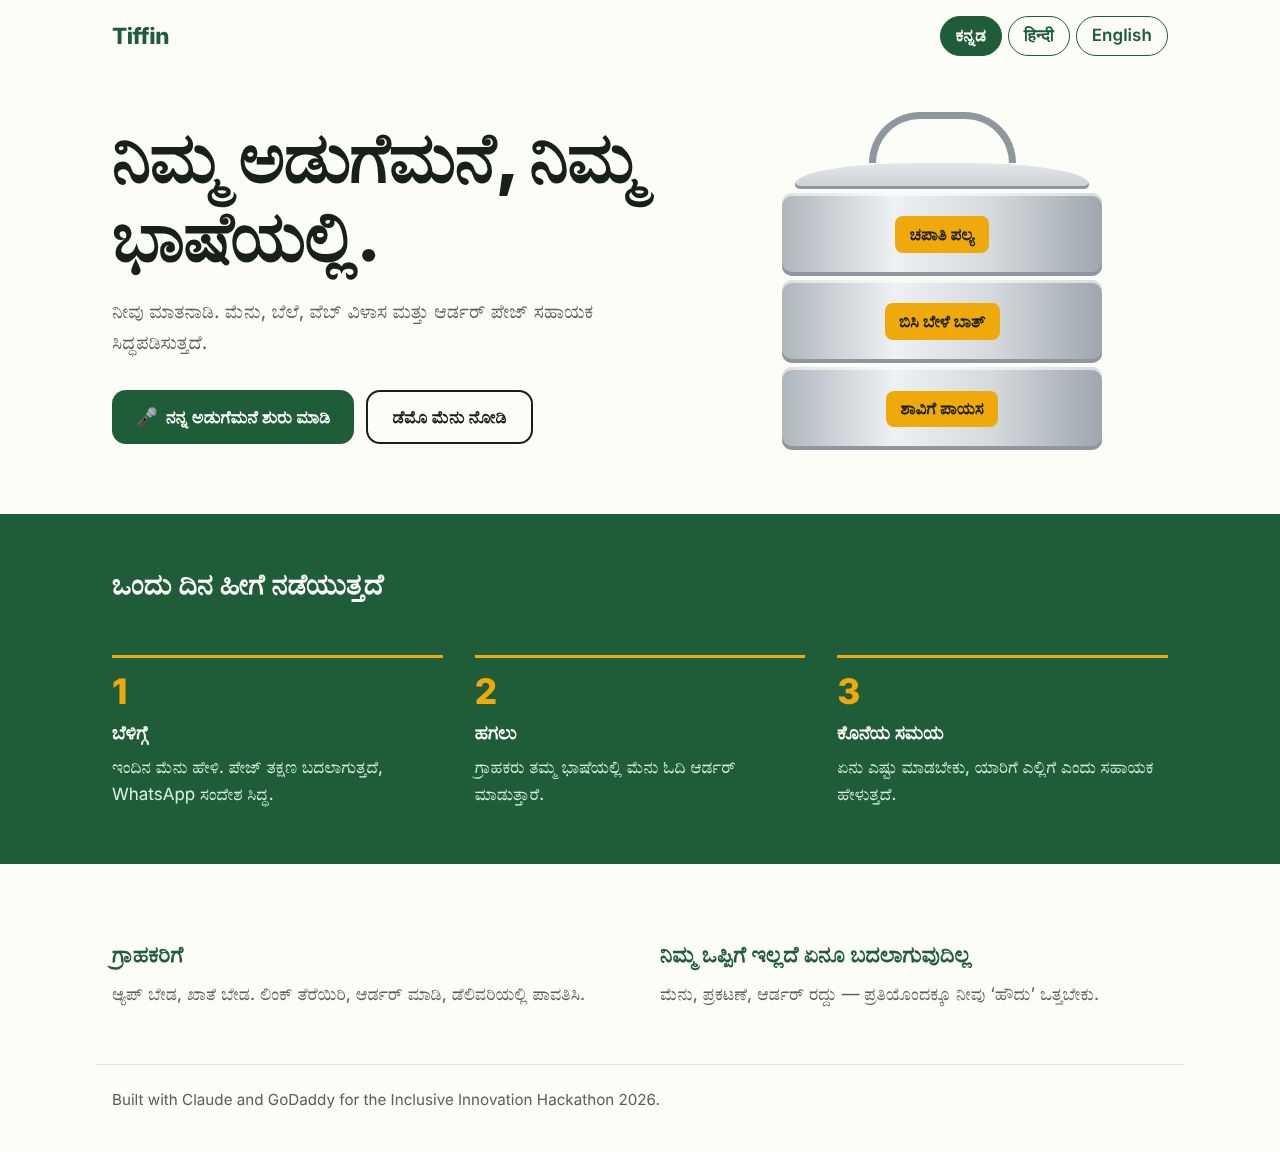 Tiffin
ಕನ್ನಡ
हिन्दी
English
ನಿಮ್ಮ ಅಡುಗೆಮನೆ, ನಿಮ್ಮ
ಭಾಷೆಯಲ್ಲಿ.
ನೀವು ಮಾತನಾಡಿ. ಮೆನು, ಬೆಲೆ, ವೆಬ್ ವಿಳಾಸ ಮತ್ತು ಆರ್ಡರ್ ಪೇಜ್ ಸಹಾಯಕ
ಸಿದ್ಧಪಡಿಸುತ್ತದೆ.
ನನ್ನ ಅಡುಗೆಮನೆ ಶುರು ಮಾಡಿ
ಡೆಮೊ ಮೆನು ನೋಡಿ
ಚಪಾತಿ ಪಲ್ಯ
ಬಿಸಿ ಬೇಳೆ ಬಾತ್
ಶಾವಿಗೆ ಪಾಯಸ
ಒಂದು ದಿನ ಹೀಗೆ ನಡೆಯುತ್ತದೆ
1
ಬೆಳಿಗ್ಗೆ
ಇಂದಿನ ಮೆನು ಹೇಳಿ. ಪೇಜ್ ತಕ್ಷಣ ಬದಲಾಗುತ್ತದೆ,
WhatsApp ಸಂದೇಶ ಸಿದ್ಧ.
2
ಹಗಲು
ಗ್ರಾಹಕರು ತಮ್ಮ ಭಾಷೆಯಲ್ಲಿ ಮೆನು ಓದಿ ಆರ್ಡರ್
ಮಾಡುತ್ತಾರೆ.
3
ಕೊನೆಯ ಸಮಯ
ಏನು ಎಷ್ಟು ಮಾಡಬೇಕು, ಯಾರಿಗೆ ಎಲ್ಲಿಗೆ ಎಂದು ಸಹಾಯಕ
ಹೇಳುತ್ತದೆ.
ಗ್ರಾಹಕರಿಗೆ
ಆ್ಯಪ್ ಬೇಡ, ಖಾತೆ ಬೇಡ. ಲಿಂಕ್ ತೆರೆಯಿರಿ, ಆರ್ಡರ್ ಮಾಡಿ, ಡೆಲಿವರಿಯಲ್ಲಿ ಪಾವತಿಸಿ.
ನಿಮ್ಮ ಒಪ್ಪಿಗೆ ಇಲ್ಲದೆ ಏನೂ ಬದಲಾಗುವುದಿಲ್ಲ
ಮೆನು, ಪ್ರಕಟಣೆ, ಆರ್ಡರ್ ರದ್ದು — ಪ್ರತಿಯೊಂದಕ್ಕೂ ನೀವು ‘ಹೌದು’ ಒತ್ತಬೇಕು.
Built with Claude and GoDaddy for the Inclusive Innovation Hackathon 2026.